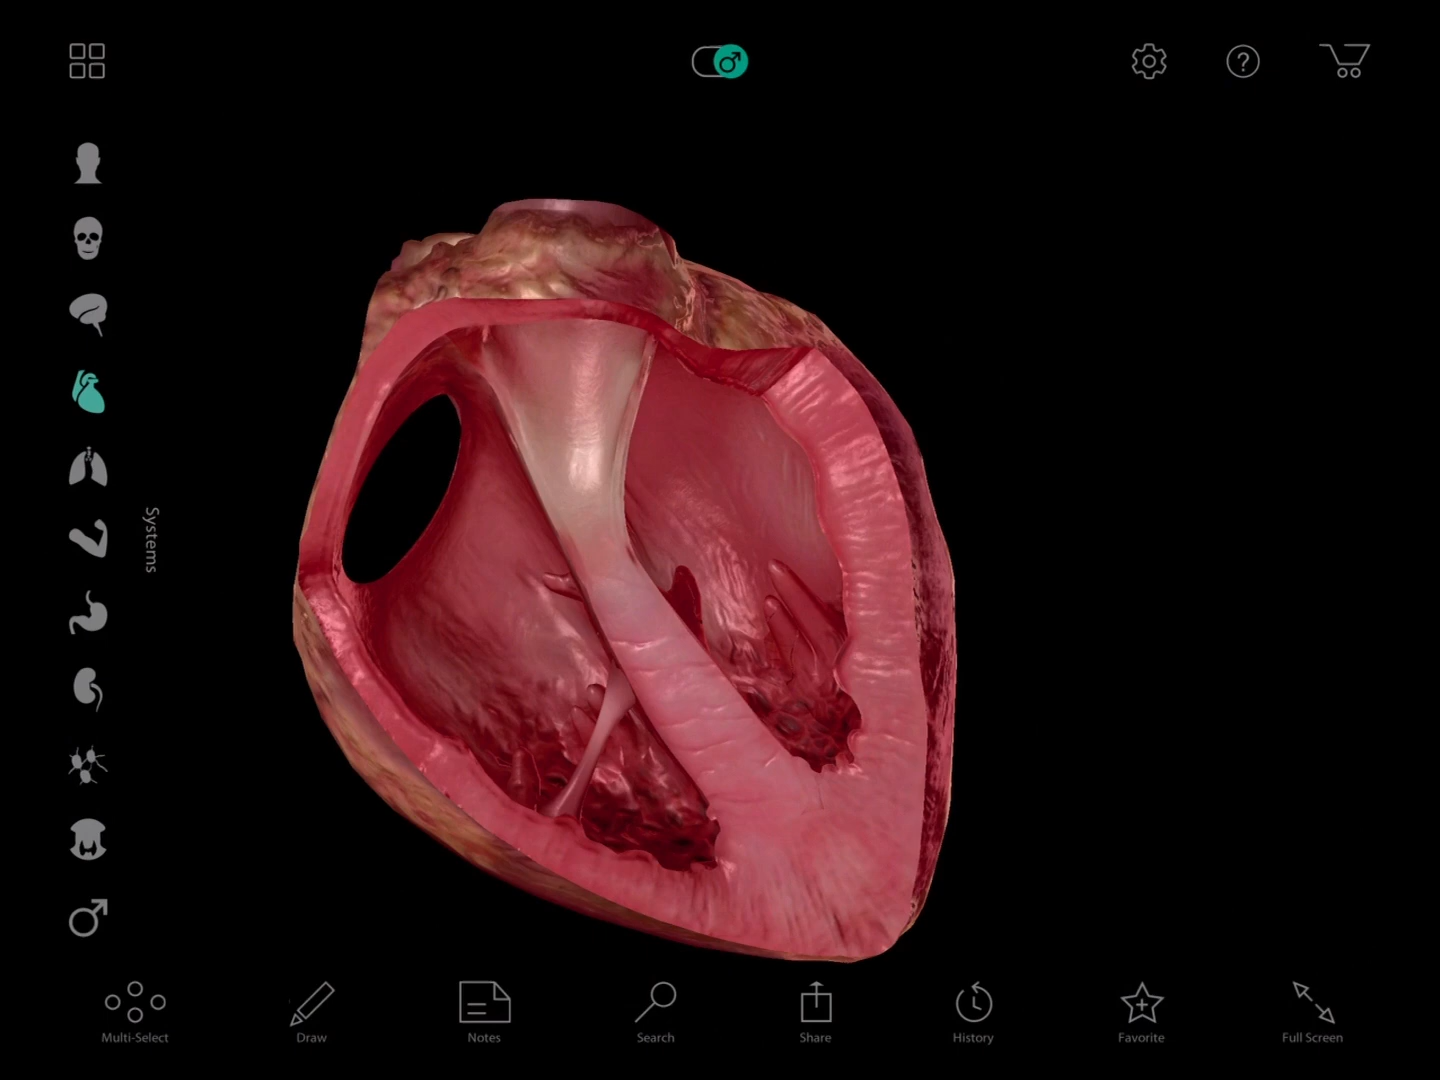 Systems
Multi-Select
Draw
Notes
Search
Share
History
Favorite
Full Screen